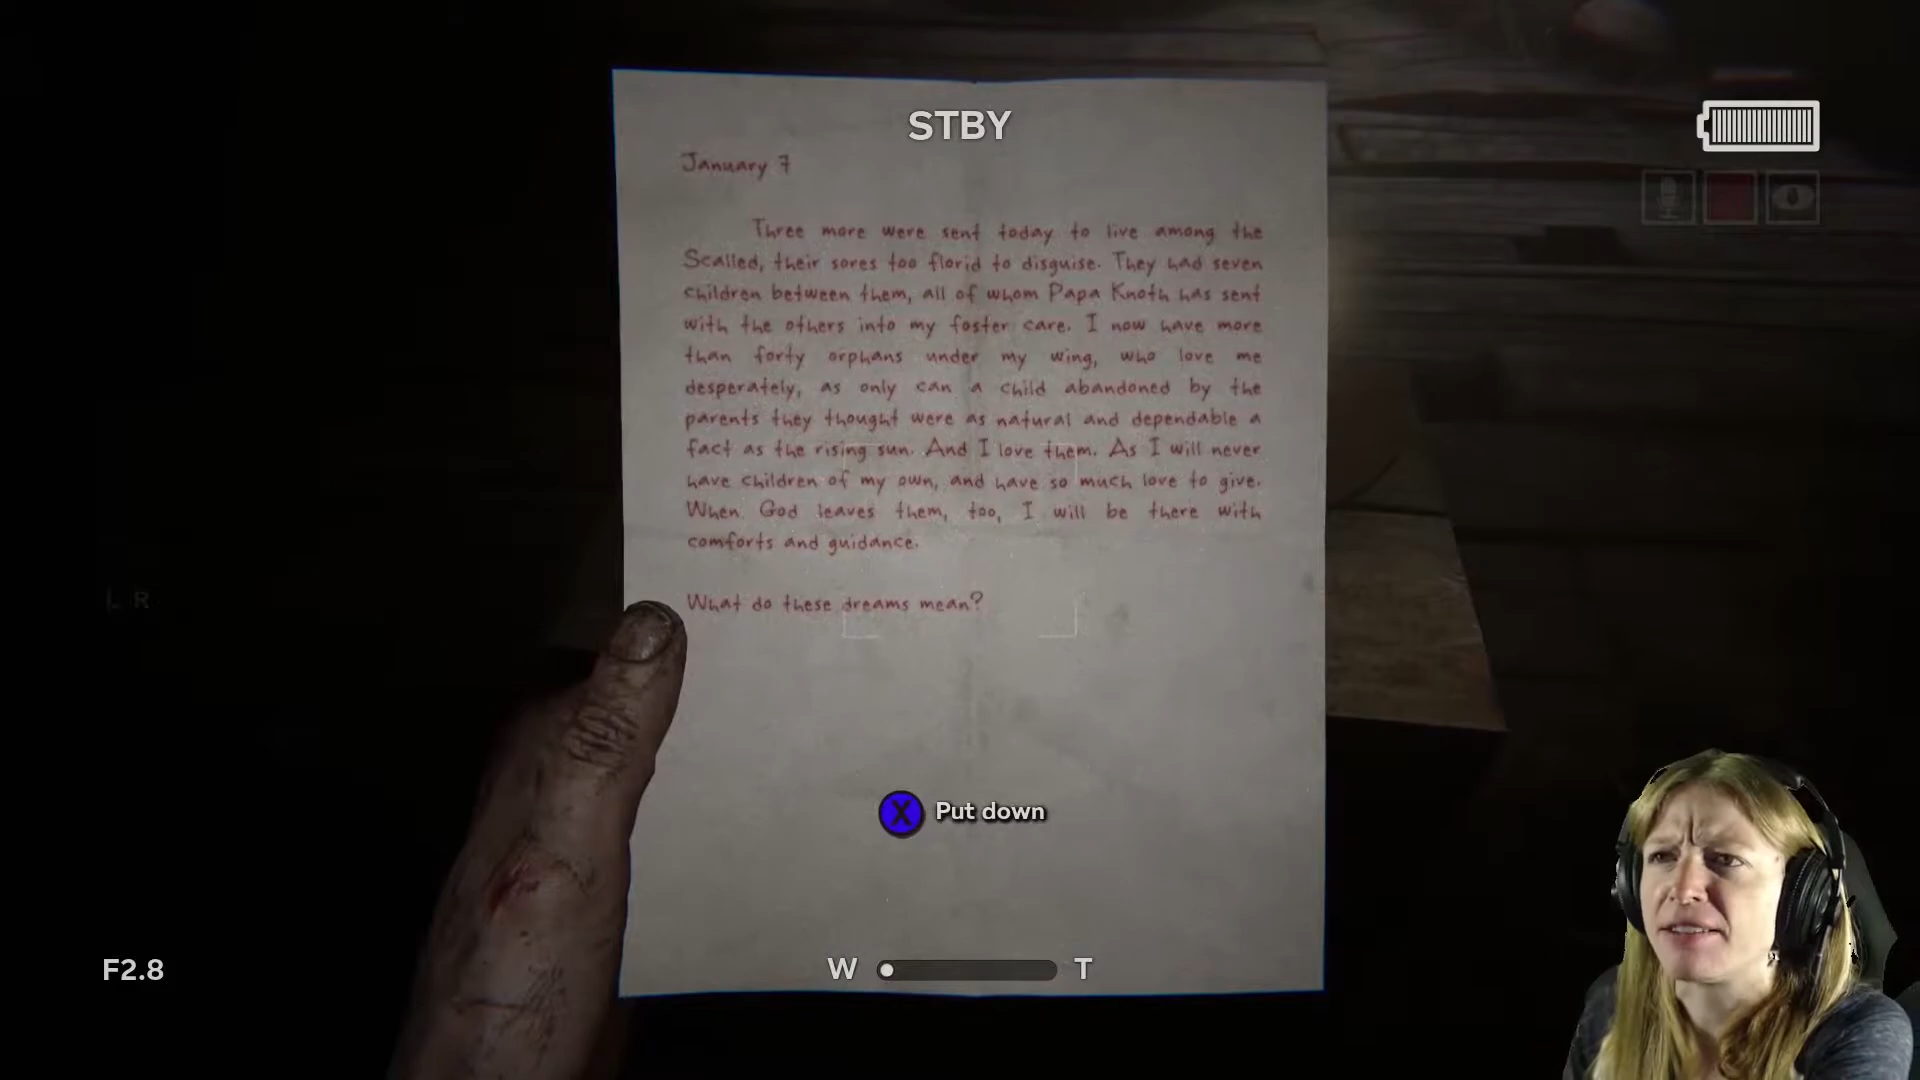 STBY
January 7
Three more were sent today to live among the
Scalled, their sores too florid to disguise. They had seven
children between them, all of whom Papa Knoth has sent
with the others into my foster care. I now have more
than forty orphans under my wing, who love me
desperately, as only can a child abandoned by the
parents they thought were as natural and dependable a
fact as the rising sun. And I love them. As I will never
have children of my own, and have so much love to give.
When God leaves them, too, I will be there with
comforts and guidance.
What do these dreams mean?
L R
X Put down
F2.8
W T